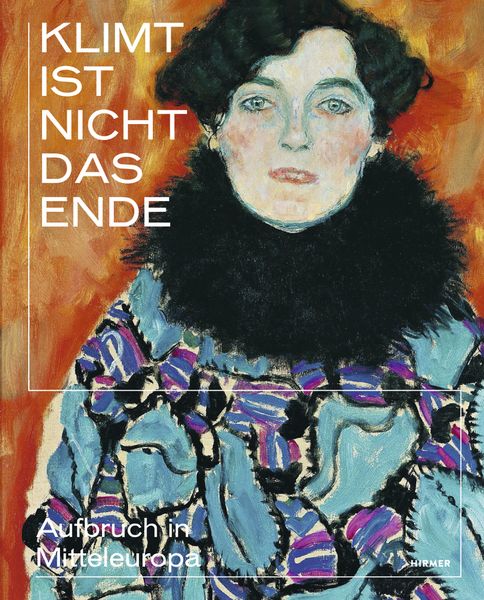 KLIMT
IST
NICHT
DAS
ENDE
Aufbruch in
Mitteleuropa
HIRMER